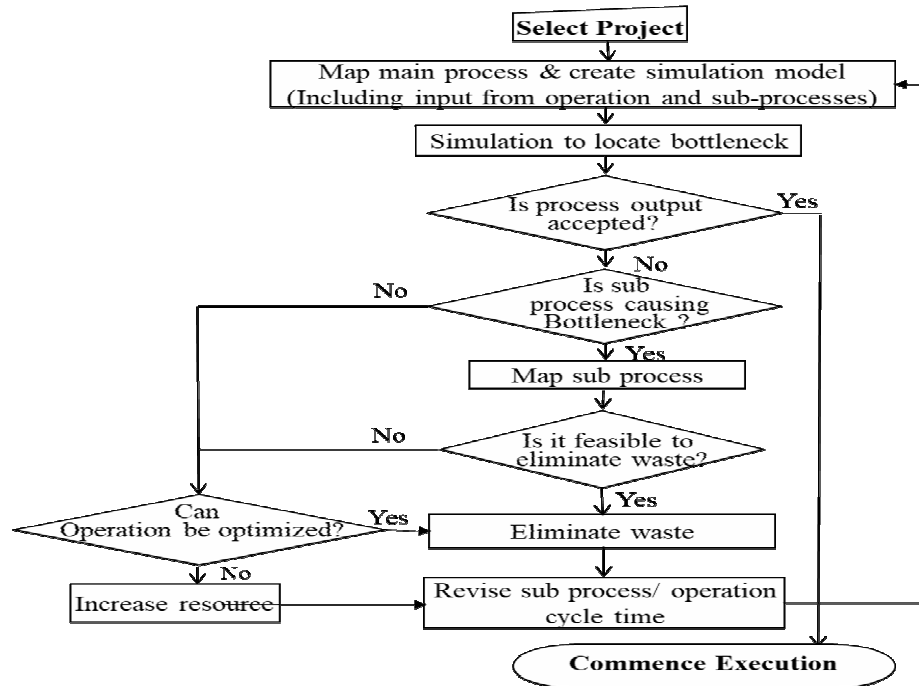 Select Project
Map main process & create simulation model
(Including input from operation and sub-processes)
Simulation to locate bottleneck
Is process output
accepted?
Yes
No
Is sub
process causing
Bottleneck ?
No
Yes
Map sub process
Is it feasible to
eliminate waste?
No
Yes
Can
Operation be optimized?
Yes
Eliminate waste
No
Increase resource
Revise sub process/ operation
cycle time
Commence Execution